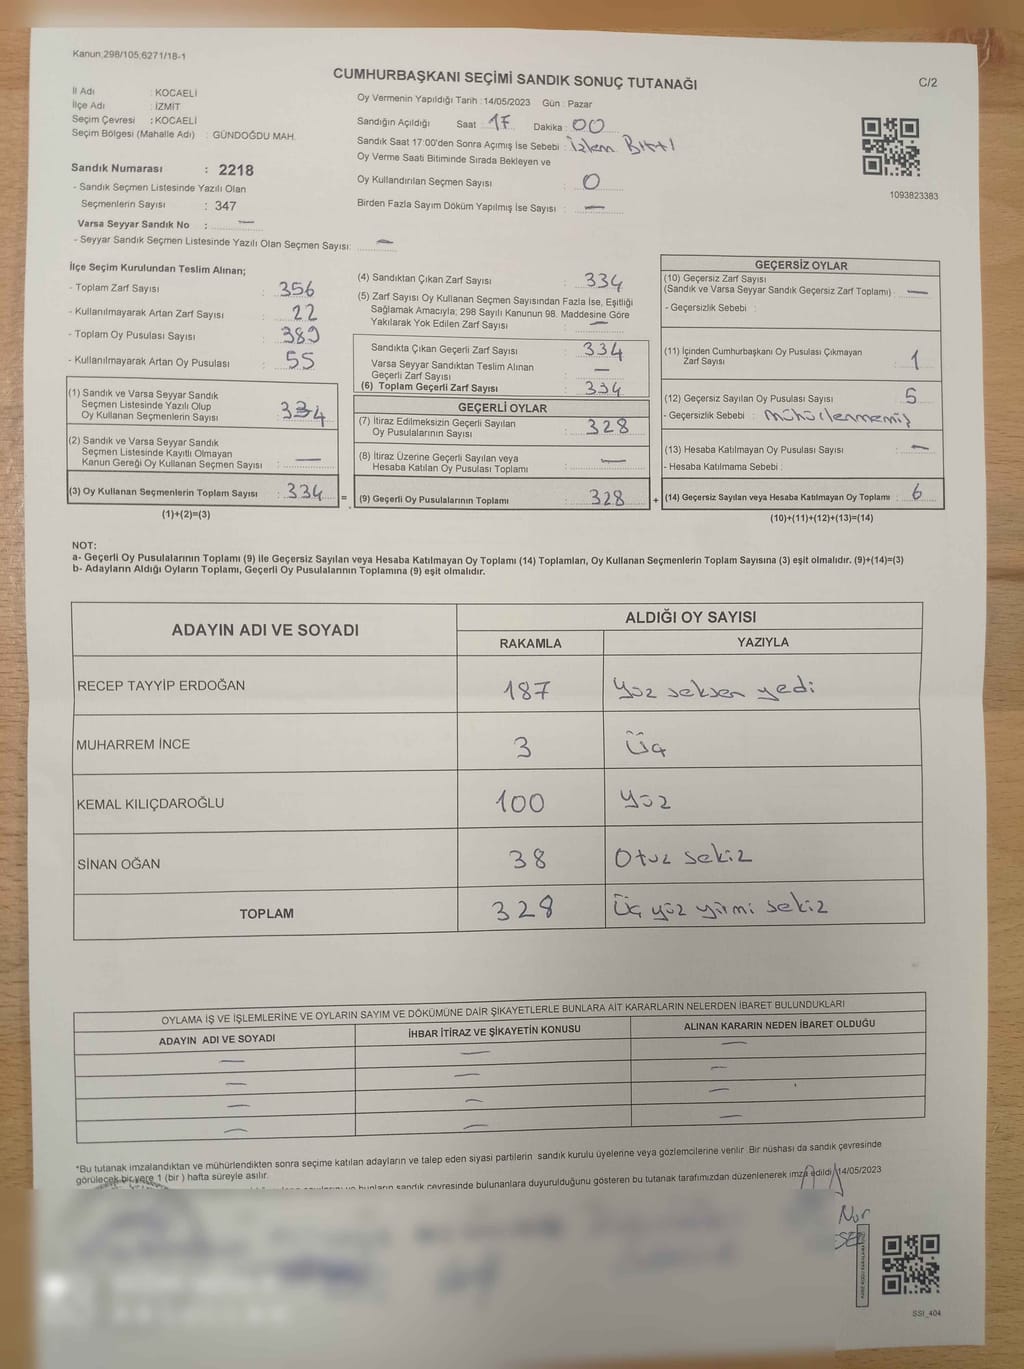 Kanun;298/105;6271/18-1
CUMHURBAŞKANI SEÇİMİ SANDIK SONUÇ TUTANAĞI
C/2
İl Adı : KOCAELİ
İlçe Adı : İZMİT
Seçim Çevresi : KOCAELİ
Seçim Bölgesi (Mahalle Adı) : GÜNDOĞDU MAH.
Sandık Numarası : 2218
- Sandık Seçmen Listesinde Yazılı Olan
Seçmenlerin Sayısı : 347
Varsa Seyyar Sandık No : —
- Seyyar Sandık Seçmen Listesinde Yazılı Olan Seçmen Sayısı: —
Oy Vermenin Yapıldığı Tarih : 14/05/2023 Gün : Pazar
Sandığın Açıldığı Saat : 17 Dakika : 00
Sandık Saat 17:00'den Sonra Açımış İse Sebebi : İşlem Bitti
Oy Verme Saati Bitiminde Sırada Bekleyen ve
Oy Kullandırılan Seçmen Sayısı : 0
Birden Fazla Sayım Döküm Yapılmış İse Sayısı : —
1093823383
İlçe Seçim Kurulundan Teslim Alınan;
- Toplam Zarf Sayısı : 356
- Kullanılmayarak Artan Zarf Sayısı : 22
- Toplam Oy Pusulası Sayısı : 389
- Kullanılmayarak Artan Oy Pusulası : 55
(1) Sandık ve Varsa Seyyar Sandık
Seçmen Listesinde Yazılı Olup
Oy Kullanan Seçmenlerin Sayısı : 334
(2) Sandık ve Varsa Seyyar Sandık
Seçmen Listesinde Kayıtlı Olmayan
Kanun Gereği Oy Kullanan Seçmen Sayısı : —
(3) Oy Kullanan Seçmenlerin Toplam Sayısı : 334 =
(1)+(2)=(3)
(4) Sandıktan Çıkan Zarf Sayısı : 334
(5) Zarf Sayısı Oy Kullanan Seçmen Sayısından Fazla İse, Eşitliği
Sağlamak Amacıyla; 298 Sayılı Kanunun 98. Maddesine Göre
Yakılarak Yok Edilen Zarf Sayısı : —
Sandıkta Çıkan Geçerli Zarf Sayısı : 334
Varsa Seyyar Sandıktan Teslim Alınan
Geçerli Zarf Sayısı : —
(6) Toplam Geçerli Zarf Sayısı : 334
GEÇERLİ OYLAR
(7) İtiraz Edilmeksizin Geçerli Sayılan
Oy Pusulalarının Sayısı : 328
(8) İtiraz Üzerine Geçerli Sayılan veya
Hesaba Katılan Oy Pusulası Toplamı : —
(9) Geçerli Oy Pusulalarının Toplamı : 328 +
GEÇERSİZ OYLAR
(10) Geçersiz Zarf Sayısı
(Sandık ve Varsa Seyyar Sandık Geçersiz Zarf Toplamı) : —
- Geçersizlik Sebebi :
(11) İçinden Cumhurbaşkanı Oy Pusulası Çıkmayan
Zarf Sayısı : 1
(12) Geçersiz Sayılan Oy Pusulası Sayısı : 5
- Geçersizlik Sebebi : Mühürlenmemiş
(13) Hesaba Katılmayan Oy Pusulası Sayısı : —
- Hesaba Katılmama Sebebi :
(14) Geçersiz Sayılan veya Hesaba Katılmayan Oy Toplamı : 6
(10)+(11)+(12)+(13)=(14)
NOT:
a- Geçerli Oy Pusulalarının Toplamı (9) ile Geçersiz Sayılan veya Hesaba Katılmayan Oy Toplamı (14) Toplamları, Oy Kullanan Seçmenlerin Toplam Sayısına (3) eşit olmalıdır. (9)+(14)=(3)
b- Adayların Aldığı Oyların Toplamı, Geçerli Oy Pusulalarının Toplamına (9) eşit olmalıdır.
ADAYIN ADI VE SOYADI
ALDIĞI OY SAYISI
RAKAMLA YAZIYLA
RECEP TAYYİP ERDOĞAN 187 Yüz seksen yedi
MUHARREM İNCE 3 Üç
KEMAL KILIÇDAROĞLU 100 Yüz
SİNAN OĞAN 38 Otuz sekiz
TOPLAM 328 Üç yüz yirmi sekiz
OYLAMA İŞ VE İŞLEMLERİNE VE OYLARIN SAYIM VE DÖKÜMÜNE DAİR ŞİKAYETLERLE BUNLARA AİT KARARLARIN NELERDEN İBARET BULUNDUKLARI
ADAYIN ADI VE SOYADI İHBAR İTİRAZ VE ŞİKAYETİN KONUSU ALINAN KARARIN NEDEN İBARET OLDUĞU
— — —
— — —
— — —
— — —
*Bu tutanak imzalandıktan ve mühürlendikten sonra seçime katılan adayların ve talep eden siyasi partilerin sandık kurulu üyelerine veya gözlemcilerine verilir .Bir nüshası da sandık çevresinde
görülecek bir yere 1 (bir ) hafta süreyle asılır.
bunların sandık çevresinde bulunanlara duyurulduğunu gösteren bu tutanak tarafımızdan düzenlenerek imza edildi. 14/05/2023
Nur
SSI_404